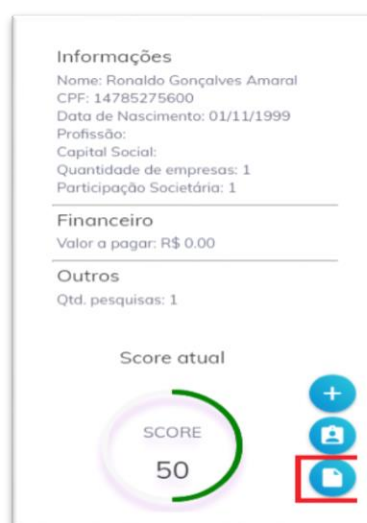 Informações
Nome: Ronaldo Gonçalves Amaral
CPF: 14785275600
Data de Nascimento: 01/11/1999
Profissão:
Capital Social:
Quantidade de empresas: 1
Participação Societária: 1
Financeiro
Valor a pagar: R$ 0.00
Outros
Qtd. pesquisas: 1
Score atual
SCORE
50